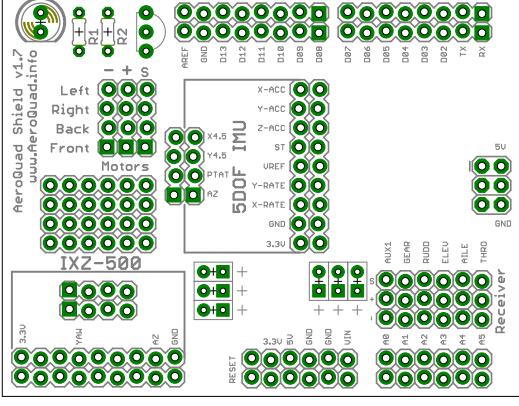 AeroQuad Shield v1.7
www.AeroQuad.info
R1
R2
AREF
GND
D13
D12
D11
D10
D09
D08
D07
D06
D05
D04
D03
D02
TX
RX
- + S
Left
Right
Back
Front
Motors
X4.5
Y4.5
PTAT
AZ
5DOF IMU
X-ACC
Y-ACC
Z-ACC
ST
VREF
Y-RATE
X-RATE
GND
3.3V
5V
GND
IXZ-500
3.3V
YAW
AZ
GND
+
+
+
+ + +
AUX1
GEAR
RUDD
ELEV
AILE
THRO
S
+
-
Receiver
A0
A1
A2
A3
A4
A5
RESET
3.3V
5V
GND
GND
VIN